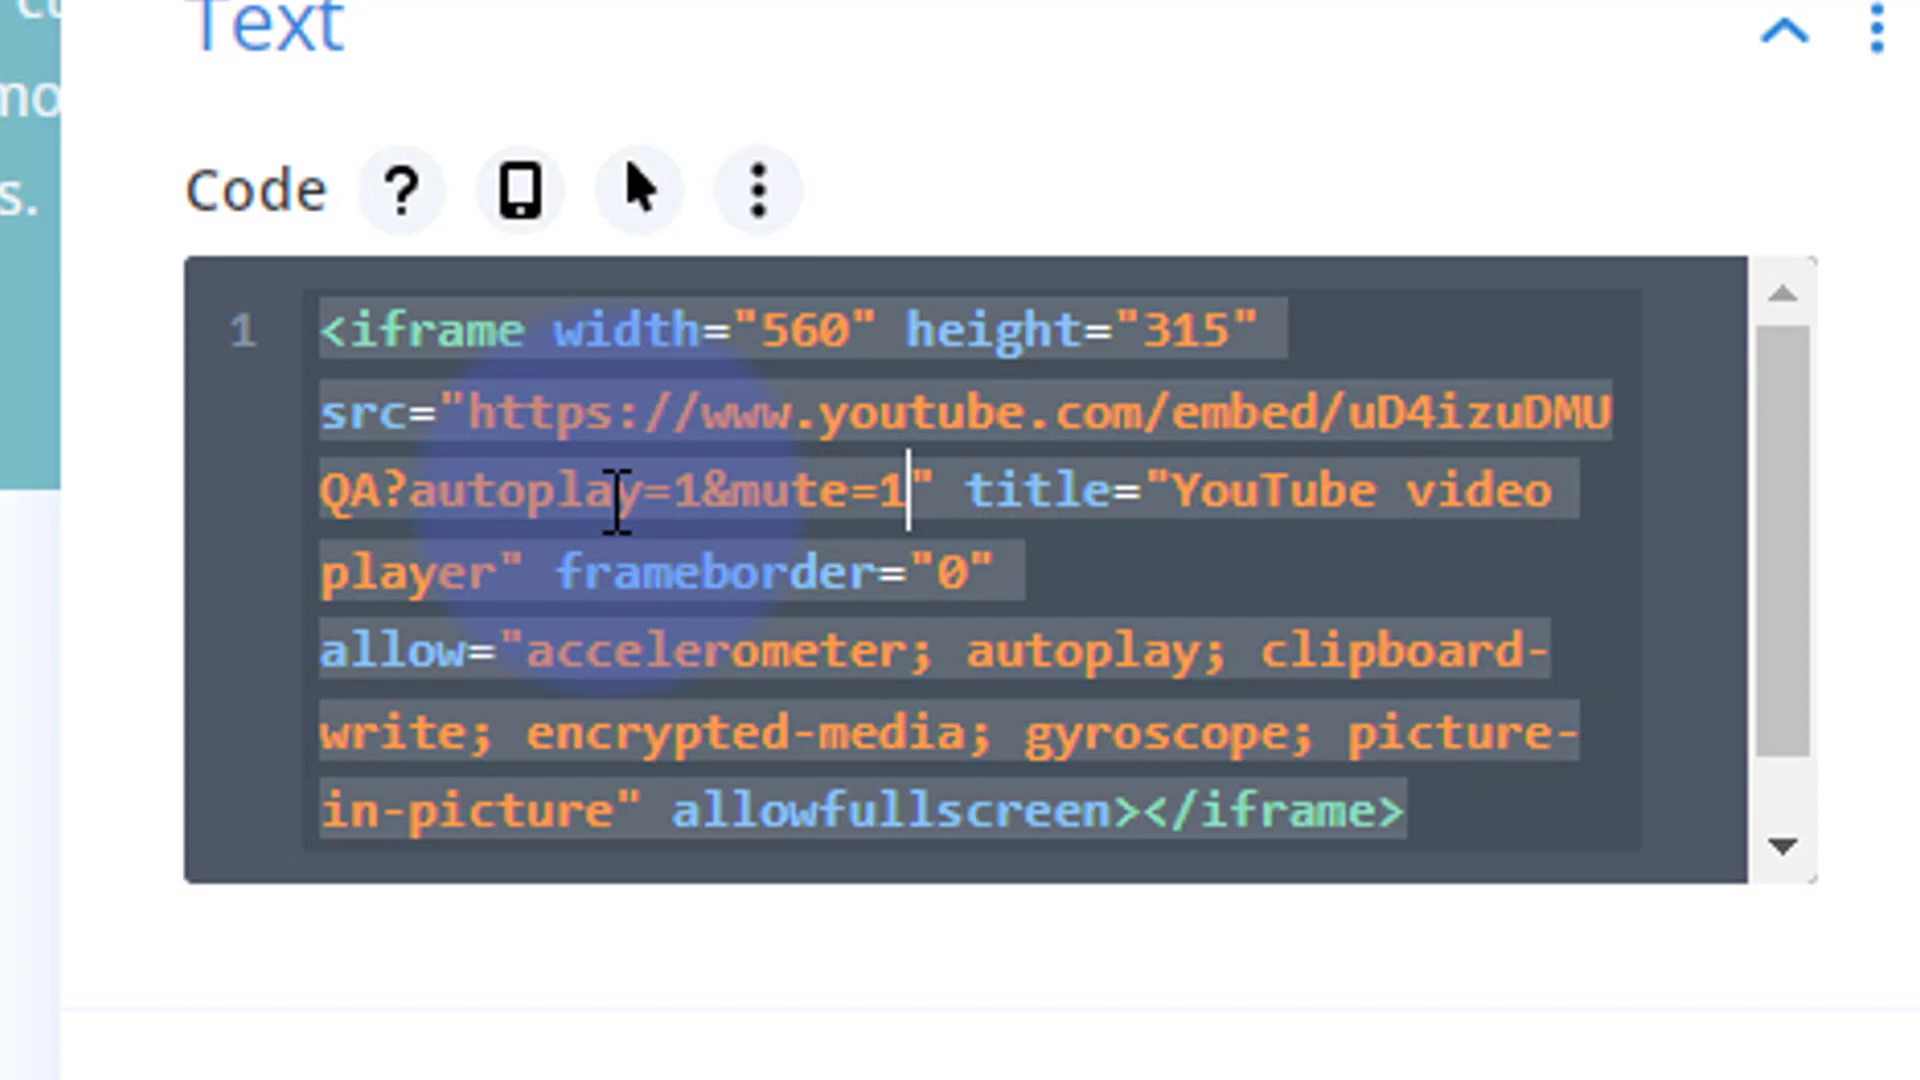 Text
mo
s.
Code ?
1 <iframe width="560" height="315"
src="https://www.youtube.com/embed/uD4izuDMU
QA?autoplay=1&mute=1" title="YouTube video
player" frameborder="0"
allow="accelerometer; autoplay; clipboard-
write; encrypted-media; gyroscope; picture-
in-picture" allowfullscreen></iframe>